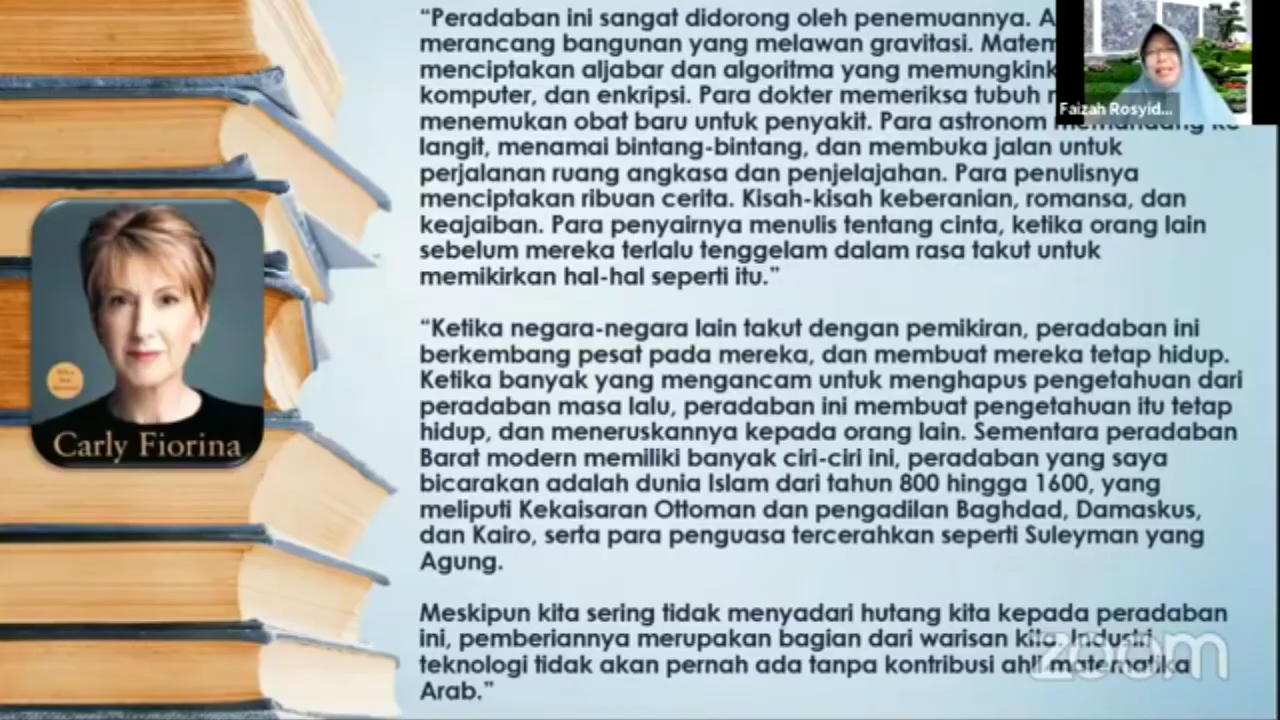 “Peradaban ini sangat didorong oleh penemuannya. A
merancang bangunan yang melawan gravitasi. Matem
menciptakan aljabar dan algoritma yang memungkink
komputer, dan enkripsi. Para dokter memeriksa tubuh
menemukan obat baru untuk penyakit. Para astronom memandang ke
langit, menamai bintang-bintang, dan membuka jalan untuk
perjalanan ruang angkasa dan penjelajahan. Para penulisnya
menciptakan ribuan cerita. Kisah-kisah keberanian, romansa, dan
keajaiban. Para penyairnya menulis tentang cinta, ketika orang lain
sebelum mereka terlalu tenggelam dalam rasa takut untuk
memikirkan hal-hal seperti itu.”
“Ketika negara-negara lain takut dengan pemikiran, peradaban ini
berkembang pesat pada mereka, dan membuat mereka tetap hidup.
Ketika banyak yang mengancam untuk menghapus pengetahuan dari
peradaban masa lalu, peradaban ini membuat pengetahuan itu tetap
hidup, dan meneruskannya kepada orang lain. Sementara peradaban
Barat modern memiliki banyak ciri-ciri ini, peradaban yang saya
bicarakan adalah dunia Islam dari tahun 800 hingga 1600, yang
meliputi Kekaisaran Ottoman dan pengadilan Baghdad, Damaskus,
dan Kairo, serta para penguasa tercerahkan seperti Suleyman yang
Agung.
Meskipun kita sering tidak menyadari hutang kita kepada peradaban
ini, pemberiannya merupakan bagian dari warisan kita. Industri
teknologi tidak akan pernah ada tanpa kontribusi ahli matematika
Arab.”
Carly Fiorina
Faizah Rosyid...
zoom